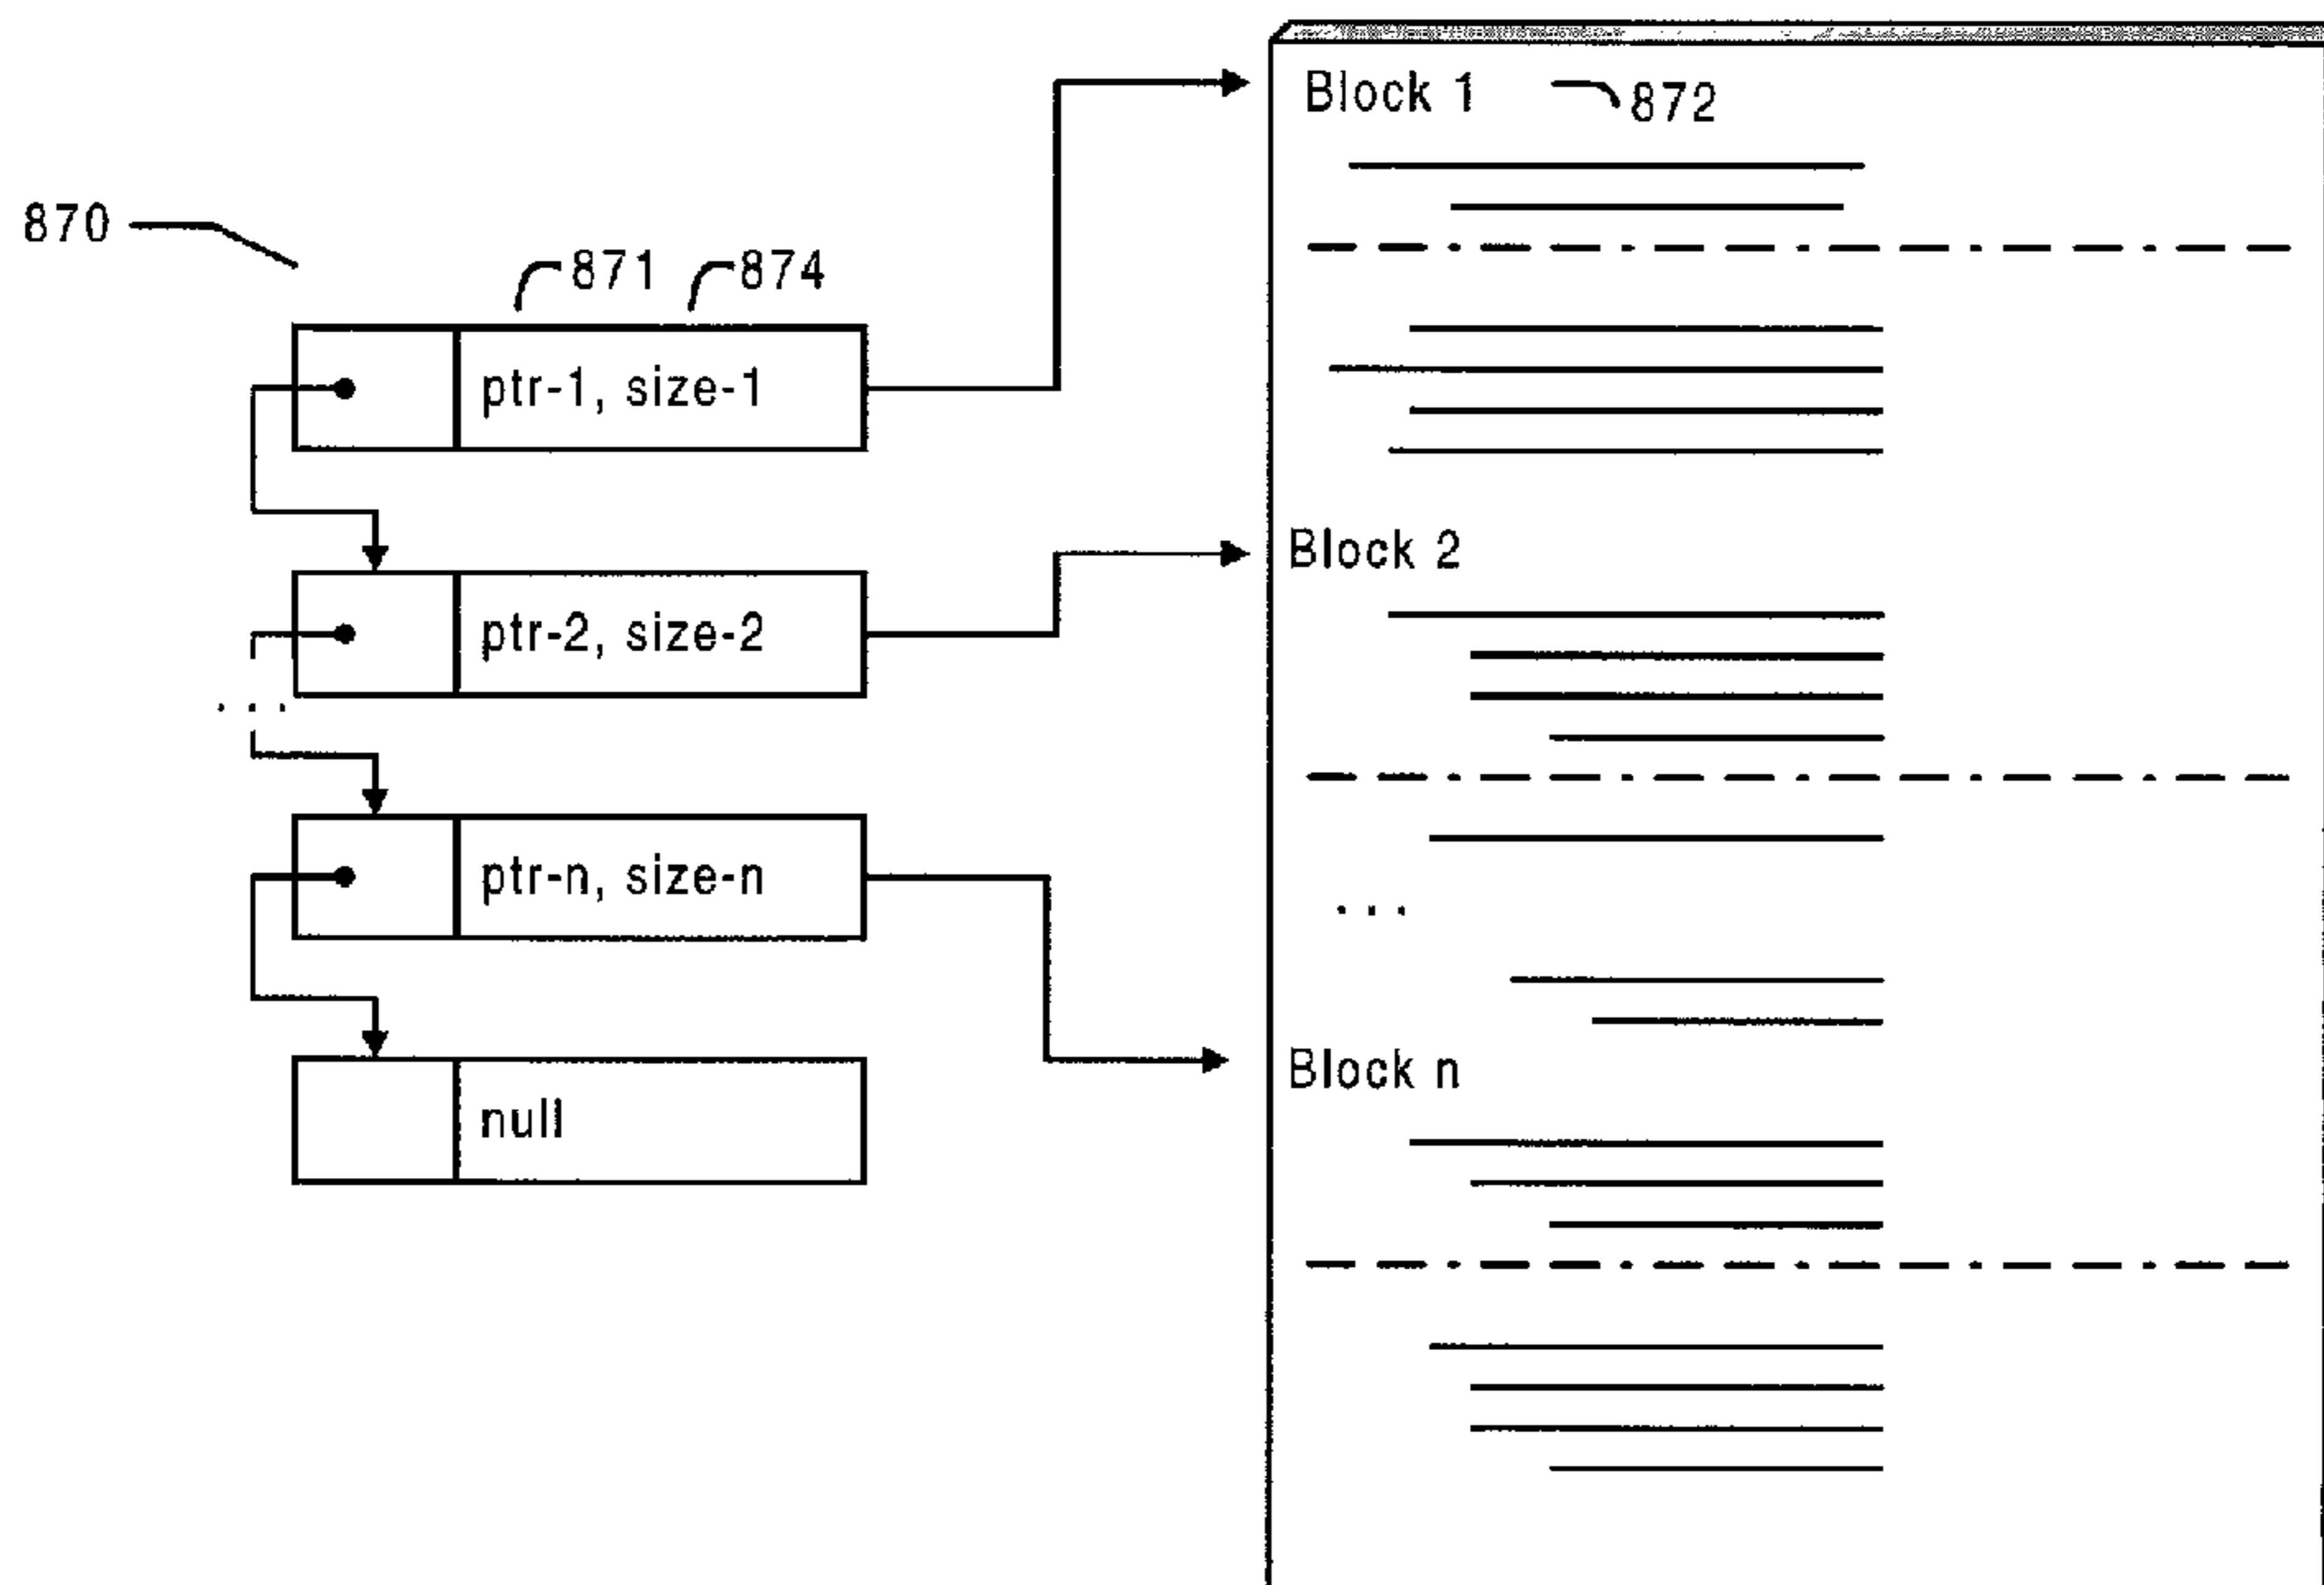 870
871 874
ptr-1, size-1
ptr-2, size-2
...
ptr-n, size-n
null
Block 1 872
Block 2
...
Block n